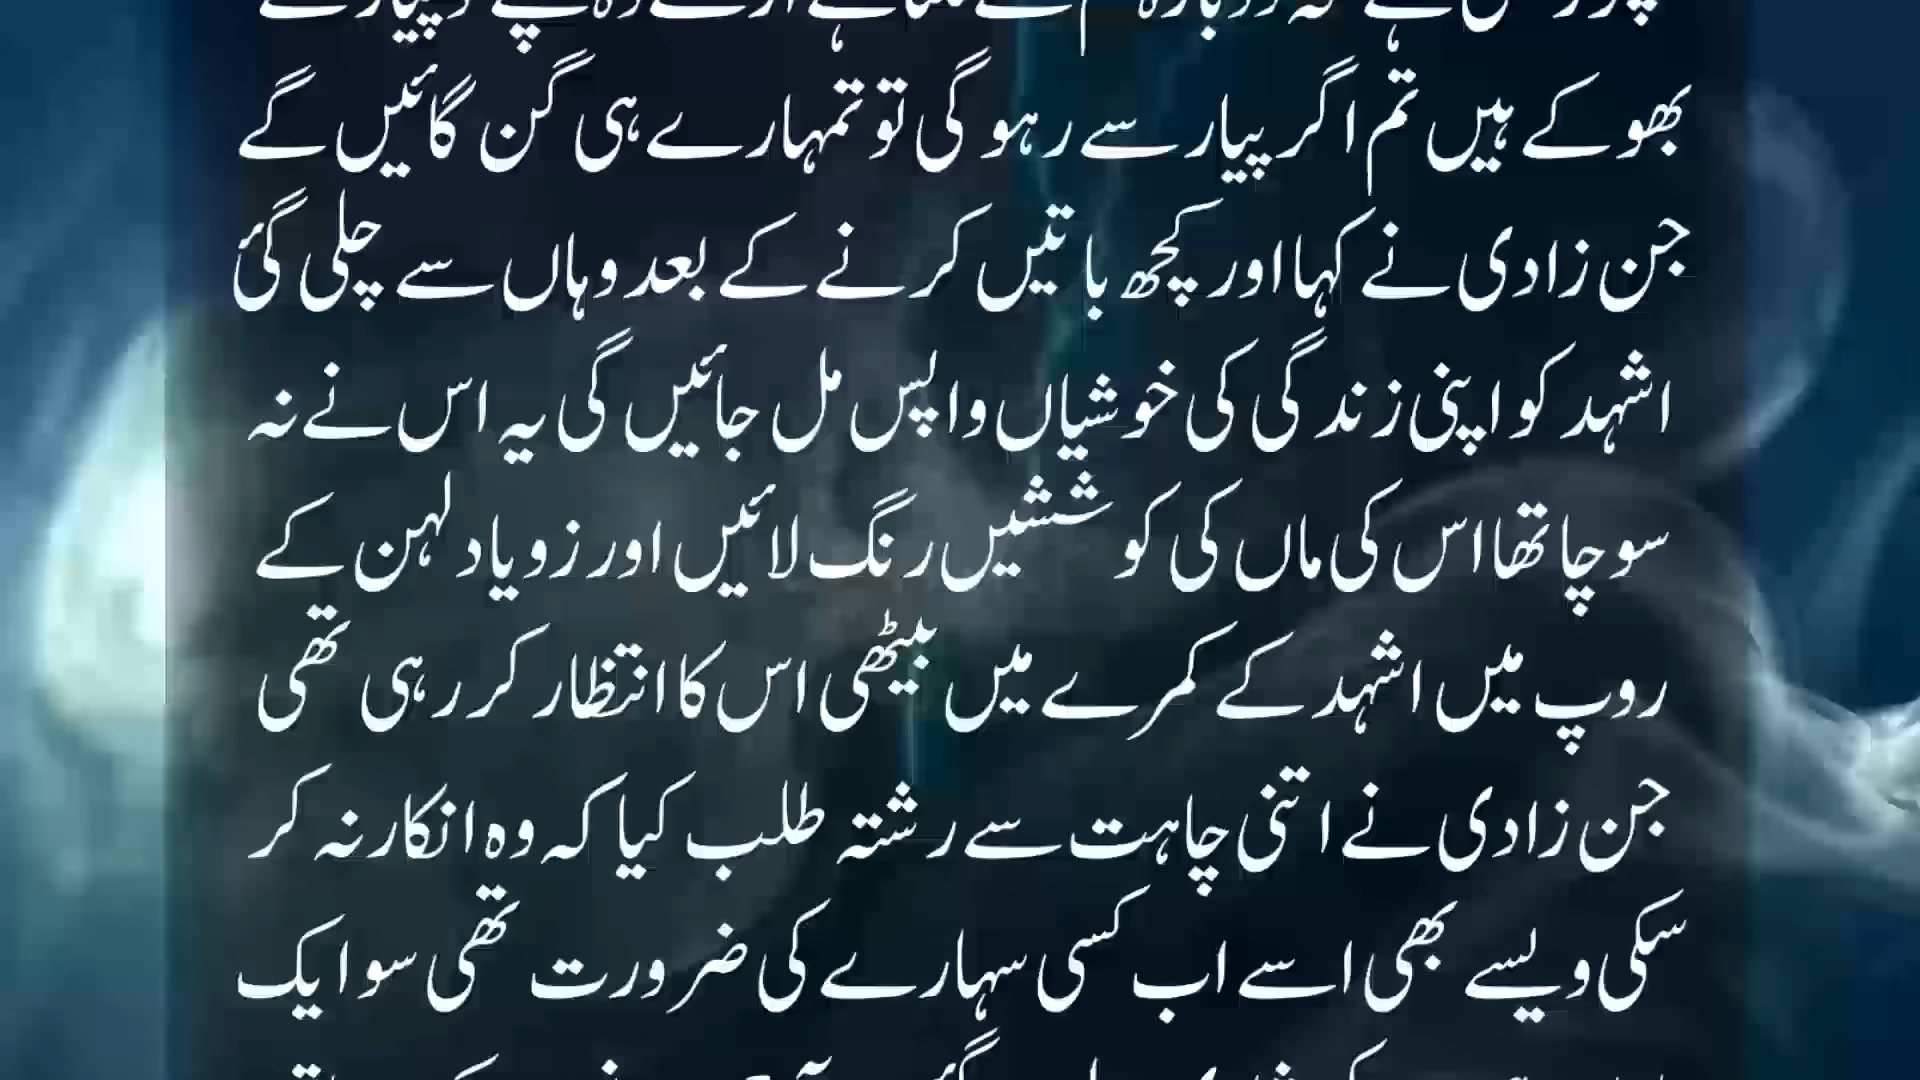 بھوکے ہیں تم اگر پیار سے رہو گی تو تمہارے ہی گن گائیں گے
جن زادی نے کہا اور کچھ باتیں کرنے کے بعد وہاں سے چلی گئ
اشہد کو اپنی زندگی کی خوشیاں واپس مل جائیں گی یہ اس نے نہ
سوچا تھا اس کی ماں کی کوششیں رنگ لائیں اور زویا دلہن کے
روپ میں اشہد کے کمرے میں بیٹھی اس کا انتظار کر رہی تھی
جن زادی نے اتنی چاہت سے رشتہ طلب کیا کہ وہ انکار نہ کر
سکی ویسے بھی اسے اب کسی سہارے کی ضرورت تھی سو ایک